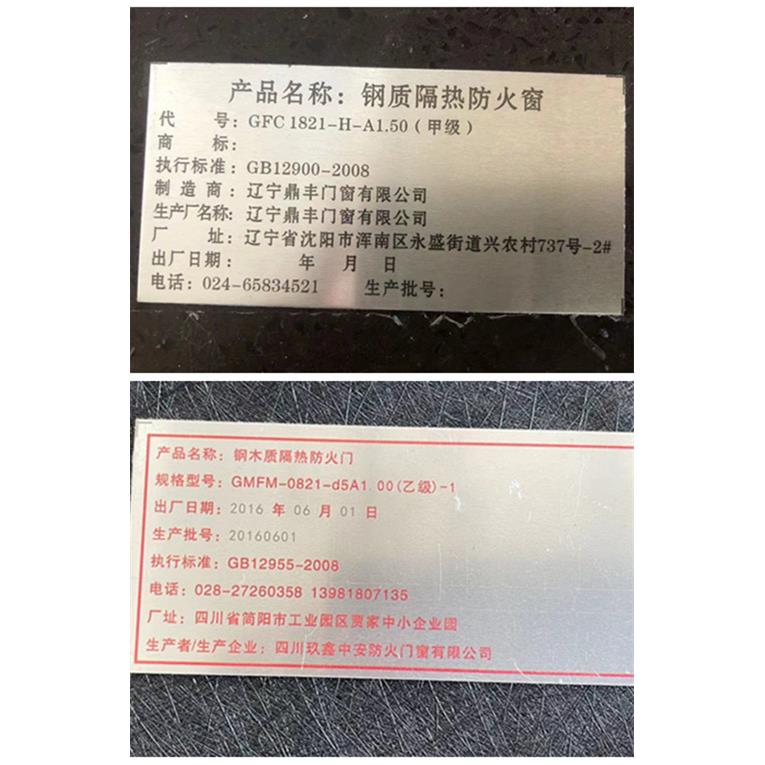 产品名称：钢质隔热防火窗
代 号：GFC 1821-H-A1.50（甲级）
商 标：
执行标准：GB12900-2008
制 造 商：辽宁鼎丰门窗有限公司
生产厂名称：辽宁鼎丰门窗有限公司
厂 址：辽宁省沈阳市浑南区永盛街道兴农村737号-2#
出厂日期： 年 月 日
电话：024-65834521 生产批号：
产品名称：钢木质隔热防火门
规格型号：GMFM-0821-d5A1.00(乙级)-1
出厂日期：2016 年 06 月 01 日
生产批号：20160601
执行标准：GB12955-2008
电话：028-27260358 13981807135
厂址：四川省简阳市工业园区贾家中小企业园
生产者/生产企业：四川玖鑫中安防火门窗有限公司